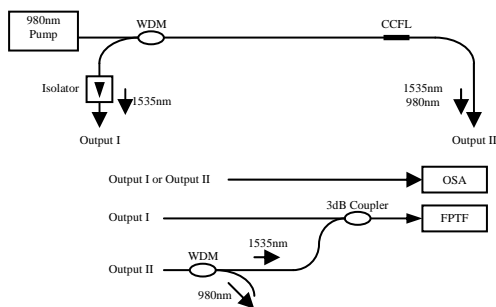 980nm
Pump
WDM
CCFL
Isolator
1535nm
1535nm
980nm
Output I
Output II
Output I or Output II
OSA
3dB Coupler
Output I
FPTF
1535nm
WDM
Output II
980nm